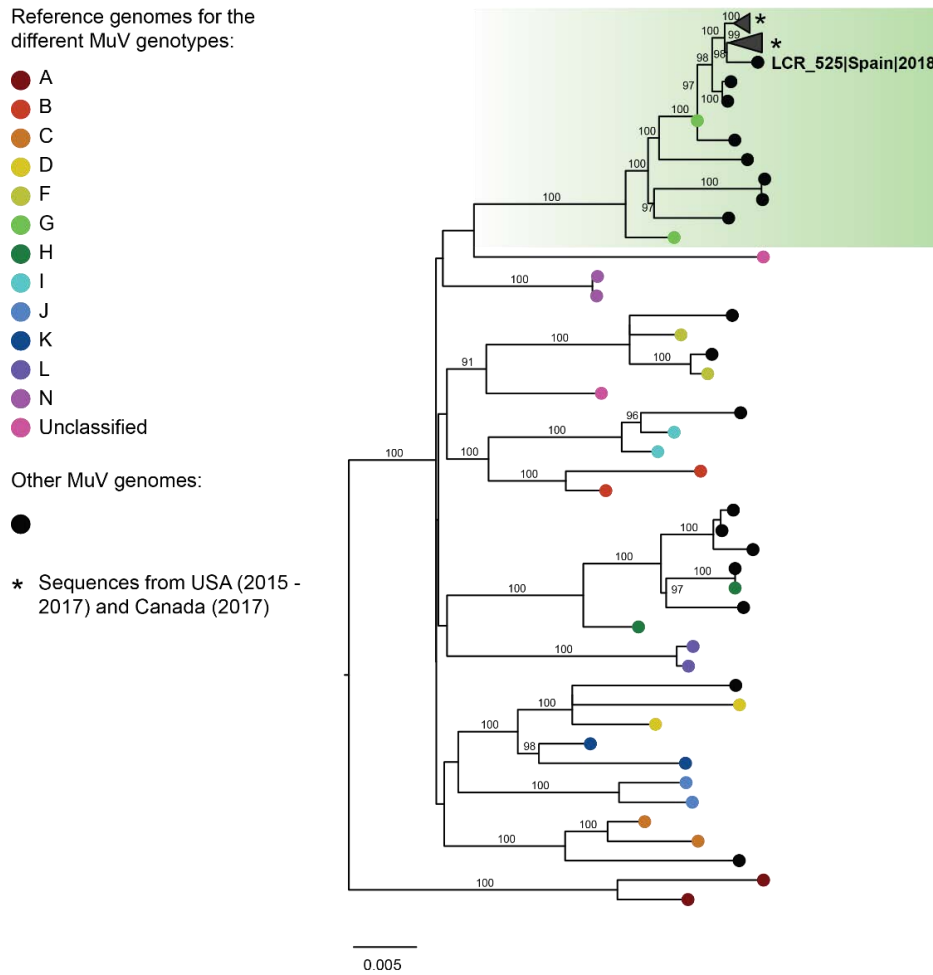 Reference genomes for the
different MuV genotypes:
A
B
C
D
F
G
H
I
J
K
L
N
Unclassified
Other MuV genomes:
* Sequences from USA (2015 -
2017) and Canada (2017)
100
*
100
99
*
98
LCR_525|Spain|2018
98
97
100
100
100
100
100
97
100
100
100
91
100
96
100
100
100
100
100
100
100
97
100
100
100
98
100
100
100
100
0.005